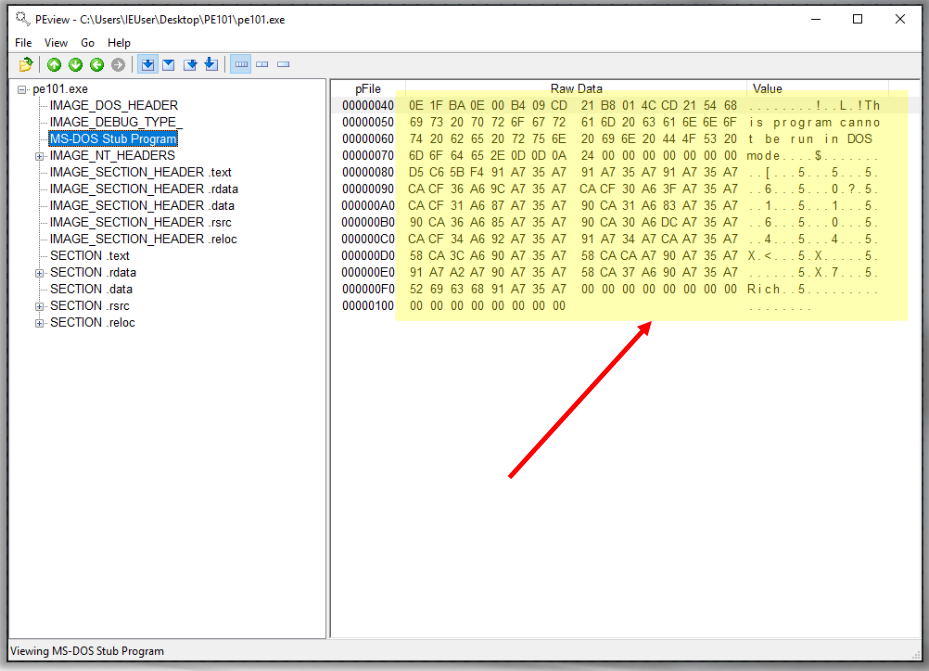 PEview - C:\Users\IEUser\Desktop\PE101\pe101.exe
File View Go Help
pe101.exe
IMAGE_DOS_HEADER
IMAGE_DEBUG_TYPE_
MS-DOS Stub Program
IMAGE_NT_HEADERS
IMAGE_SECTION_HEADER .text
IMAGE_SECTION_HEADER .rdata
IMAGE_SECTION_HEADER .data
IMAGE_SECTION_HEADER .rsrc
IMAGE_SECTION_HEADER .reloc
SECTION .text
SECTION .rdata
SECTION .data
SECTION .rsrc
SECTION .reloc
pFile Raw Data Value
00000040 0E 1F BA 0E 00 B4 09 CD 21 B8 01 4C CD 21 54 68 . . . . . . . . ! . . L . ! Th
00000050 69 73 20 70 72 6F 67 72 61 6D 20 63 61 6E 6E 6F is program canno
00000060 74 20 62 65 20 72 75 6E 20 69 6E 20 44 4F 53 20 t be run in DOS
00000070 6D 6F 64 65 2E 0D 0D 0A 24 00 00 00 00 00 00 00 mode. . . . $ . . . . . . .
00000080 D5 C6 5B F4 91 A7 35 A7 91 A7 35 A7 91 A7 35 A7 . . [ . . . 5 . . . 5 . . . 5 .
00000090 CA CF 36 A6 9C A7 35 A7 CA CF 30 A6 3F A7 35 A7 . . 6 . . . 5 . . . 0 . ? . 5 .
000000A0 CA CF 31 A6 87 A7 35 A7 90 CA 31 A6 83 A7 35 A7 . . 1 . . . 5 . . . 1 . . . 5 .
000000B0 90 CA 36 A6 85 A7 35 A7 90 CA 30 A6 DC A7 35 A7 . . 6 . . . 5 . . . 0 . . . 5 .
000000C0 CA CF 34 A6 92 A7 35 A7 91 A7 34 A7 CA A7 35 A7 . . 4 . . . 5 . . . 4 . . . 5 .
000000D0 58 CA 3C A6 90 A7 35 A7 58 CA CA A7 90 A7 35 A7 X . < . . . 5 . X . . . . . 5 .
000000E0 91 A7 A2 A7 90 A7 35 A7 58 CA 37 A6 90 A7 35 A7 . . . . . . 5 . X . 7 . . . 5 .
000000F0 52 69 63 68 91 A7 35 A7 00 00 00 00 00 00 00 00 Rich . . 5 . . . . . . . . .
00000100 00 00 00 00 00 00 00 00 . . . . . . . .
Viewing MS-DOS Stub Program